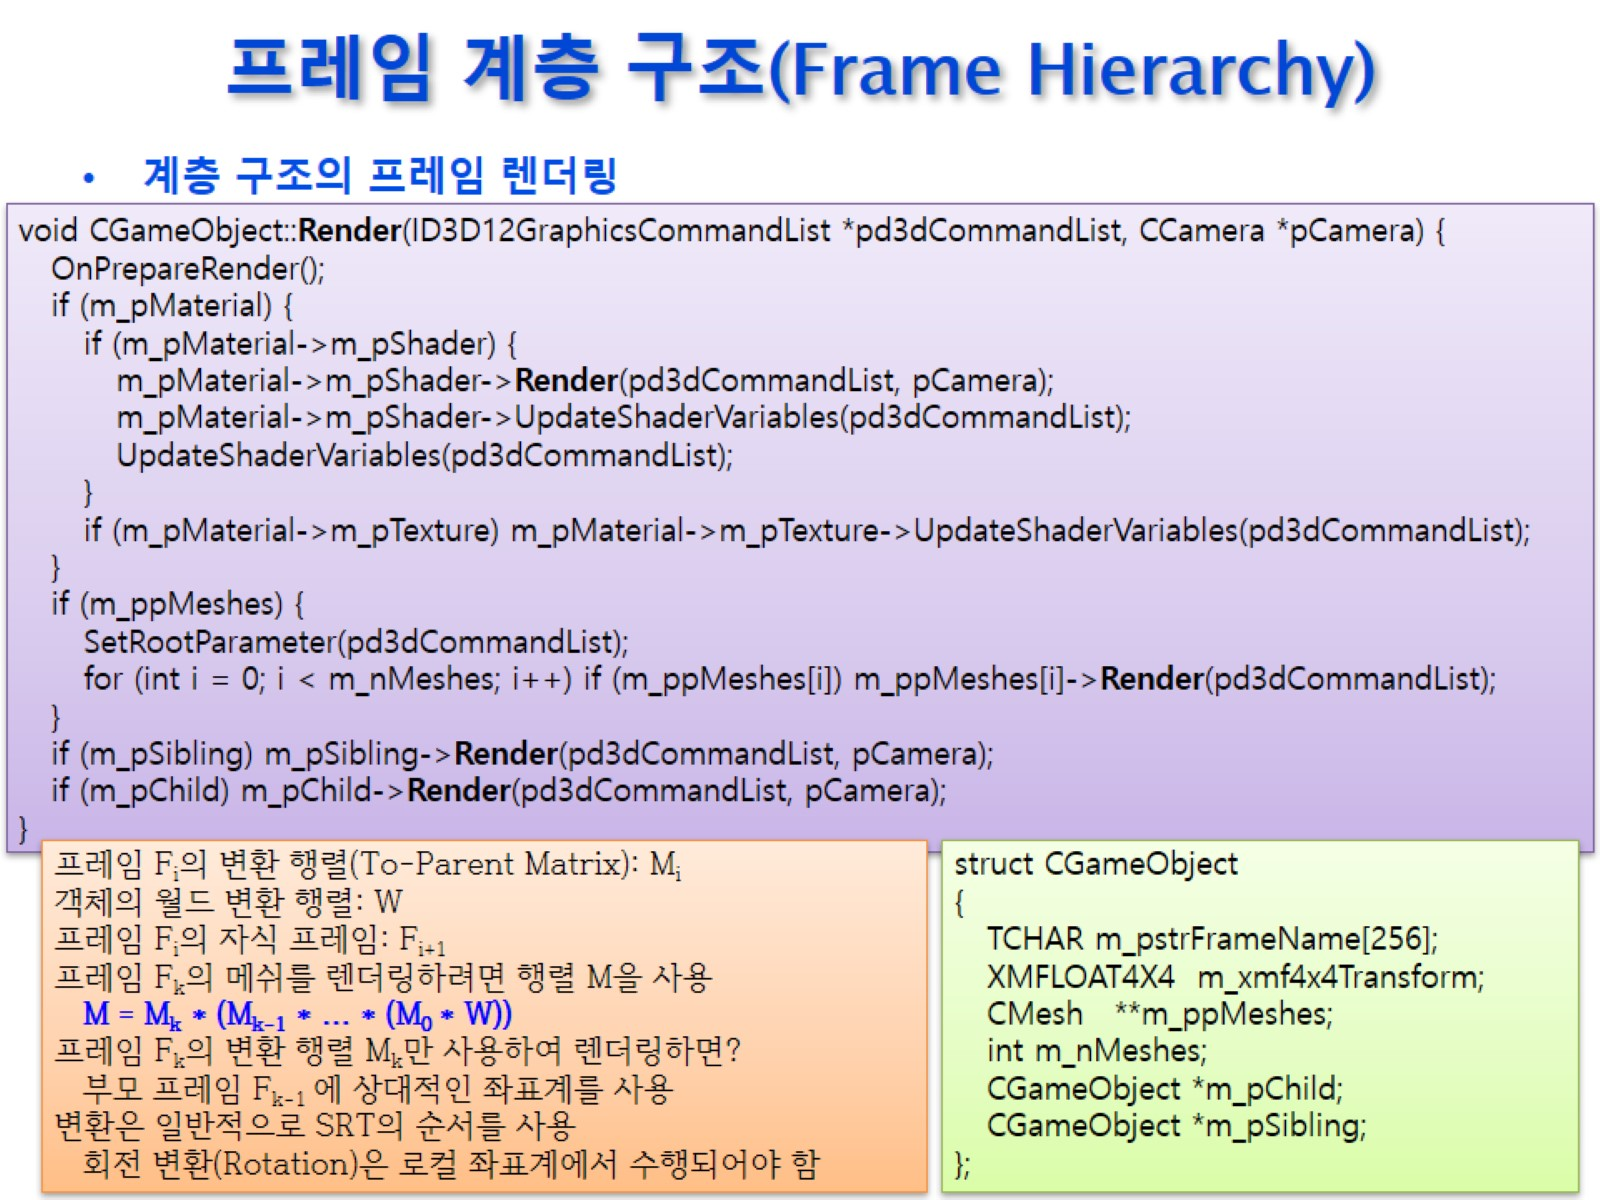 프레임 계층 구조(Frame Hierarchy)
• 계층 구조의 프레임 렌더링
void CGameObject::Render(ID3D12GraphicsCommandList *pd3dCommandList, CCamera *pCamera) {
OnPrepareRender();
if (m_pMaterial) {
if (m_pMaterial->m_pShader) {
m_pMaterial->m_pShader->Render(pd3dCommandList, pCamera);
m_pMaterial->m_pShader->UpdateShaderVariables(pd3dCommandList);
UpdateShaderVariables(pd3dCommandList);
}
if (m_pMaterial->m_pTexture) m_pMaterial->m_pTexture->UpdateShaderVariables(pd3dCommandList);
}
if (m_ppMeshes) {
SetRootParameter(pd3dCommandList);
for (int i = 0; i < m_nMeshes; i++) if (m_ppMeshes[i]) m_ppMeshes[i]->Render(pd3dCommandList);
}
if (m_pSibling) m_pSibling->Render(pd3dCommandList, pCamera);
if (m_pChild) m_pChild->Render(pd3dCommandList, pCamera);
}
프레임 Fi의 변환 행렬(To-Parent Matrix): Mi
객체의 월드 변환 행렬: W
프레임 Fi의 자식 프레임: Fi+1
프레임 Fk의 메쉬를 렌더링하려면 행렬 M을 사용
M = Mk * (Mk-1 * ... * (M0 * W))
프레임 Fk의 변환 행렬 Mk만 사용하여 렌더링하면?
부모 프레임 Fk-1 에 상대적인 좌표계를 사용
변환은 일반적으로 SRT의 순서를 사용
회전 변환(Rotation)은 로컬 좌표계에서 수행되어야 함
struct CGameObject
{
TCHAR m_pstrFrameName[256];
XMFLOAT4X4 m_xmf4x4Transform;
CMesh **m_ppMeshes;
int m_nMeshes;
CGameObject *m_pChild;
CGameObject *m_pSibling;
};